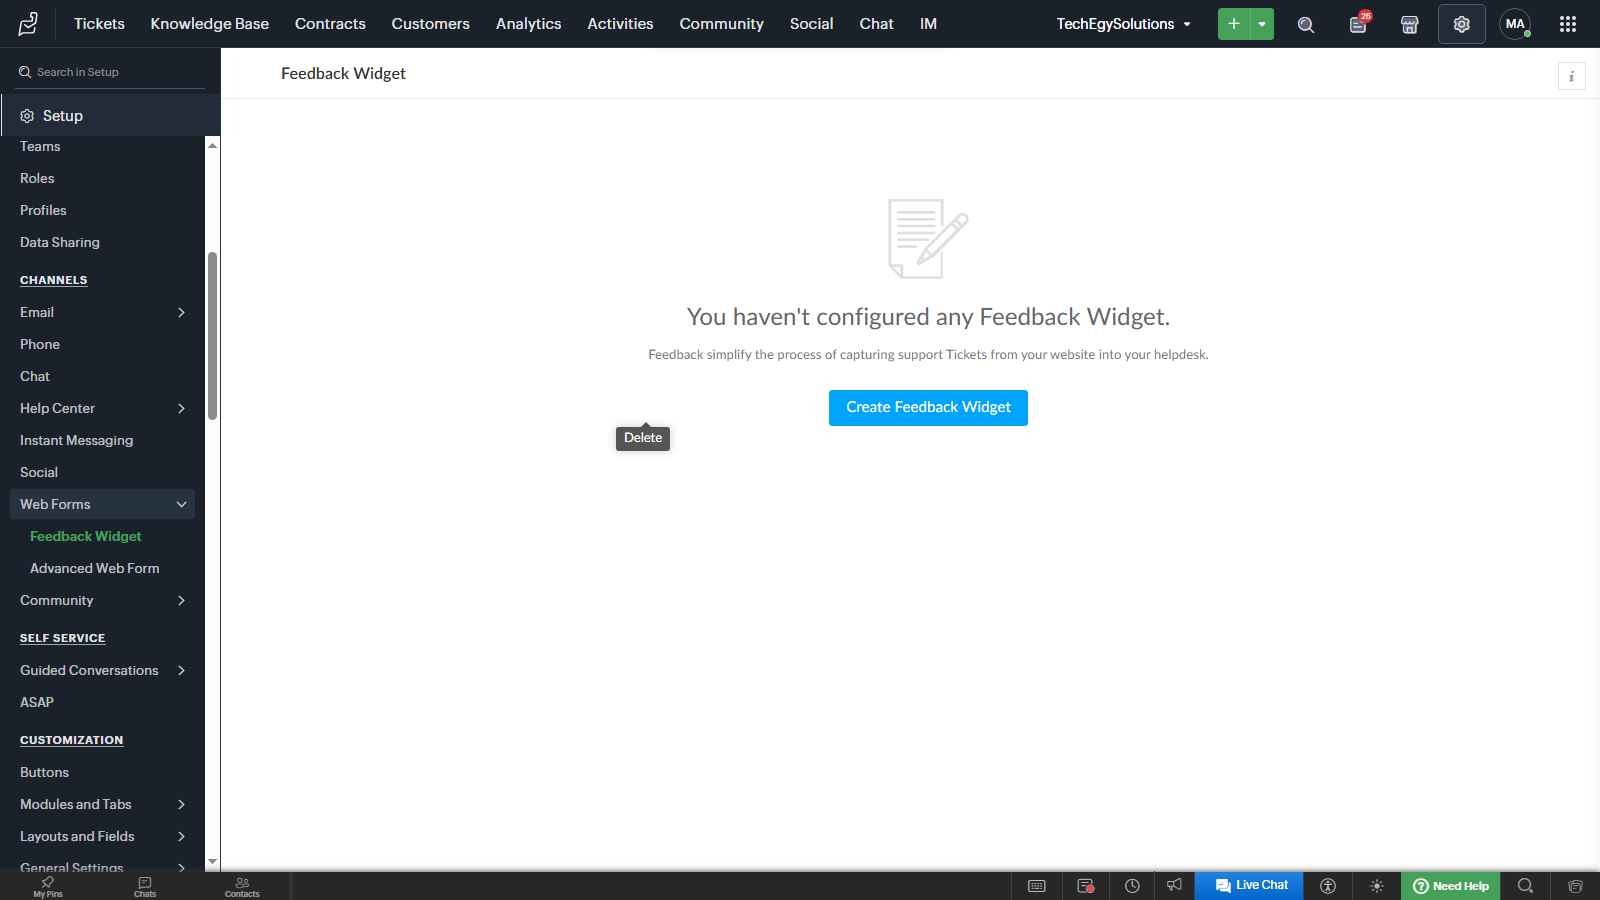 Tickets Knowledge Base Contracts Customers Analytics Activities Community Social Chat IM TechEgySolutions 26 MA
Search in Setup
Setup
Teams
Roles
Profiles
Data Sharing
CHANNELS
Email
Phone
Chat
Help Center
Instant Messaging
Social
Web Forms
Feedback Widget
Advanced Web Form
Community
SELF SERVICE
Guided Conversations
ASAP
CUSTOMIZATION
Buttons
Modules and Tabs
Layouts and Fields
General Settings
Feedback Widget
i
You haven't configured any Feedback Widget.
Feedback simplify the process of capturing support Tickets from your website into your helpdesk.
Create Feedback Widget
Delete
My Pins Chats Contacts Live Chat Need Help